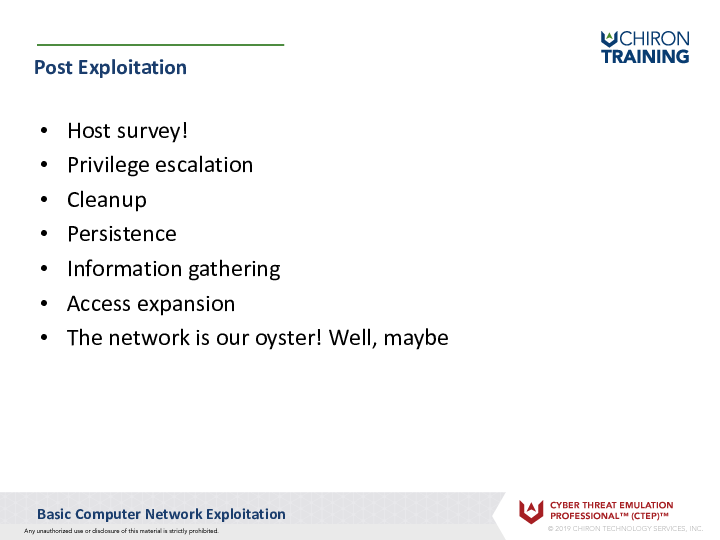 CHIRON
TRAINING
Post Exploitation
• Host survey!
• Privilege escalation
• Cleanup
• Persistence
• Information gathering
• Access expansion
• The network is our oyster! Well, maybe
Basic Computer Network Exploitation
Any unauthorized use or disclosure of this material is strictly prohibited.
CYBER THREAT EMULATION
PROFESSIONAL™ (CTEP)™
© 2019 CHIRON TECHNOLOGY SERVICES, INC.